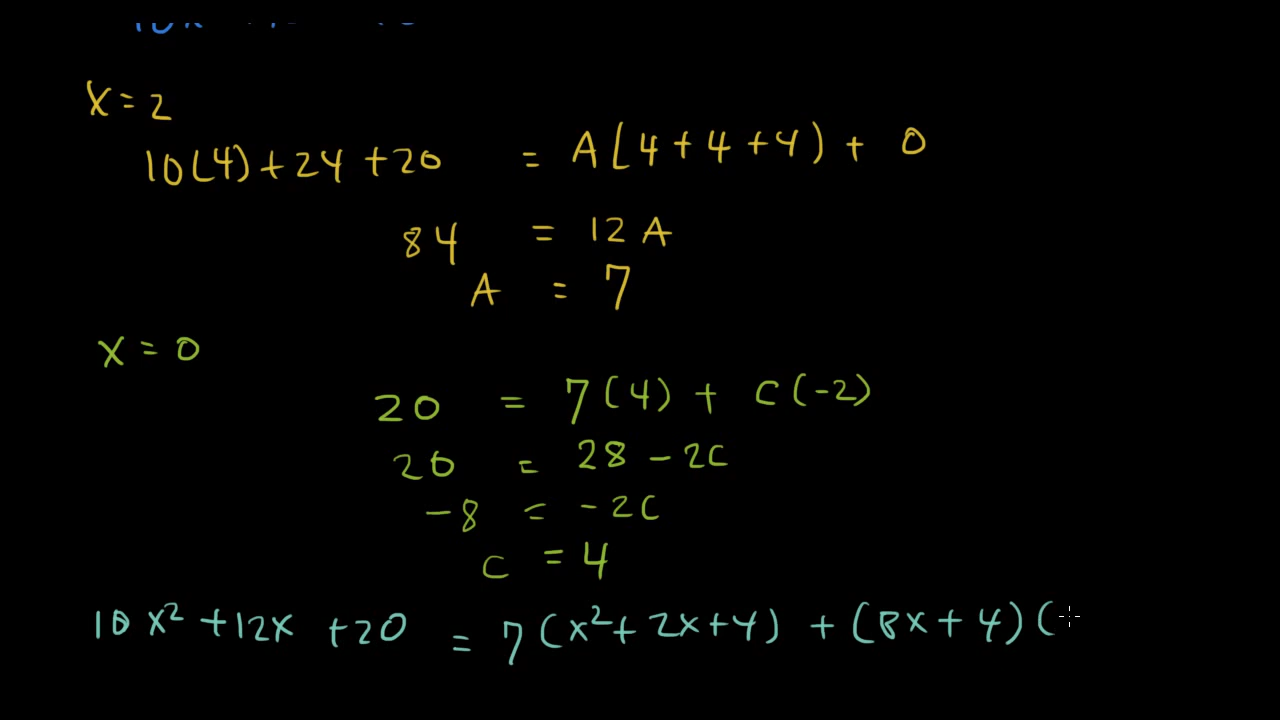 x = 2
10(4) + 24 + 20 = A(4 + 4 + 4) + 0
84 = 12A
A = 7
x = 0
20 = 7(4) + C(-2)
20 = 28 - 2C
-8 = -2C
C = 4
10x² + 12x + 20 = 7(x² + 2x + 4) + (Bx + 4)(